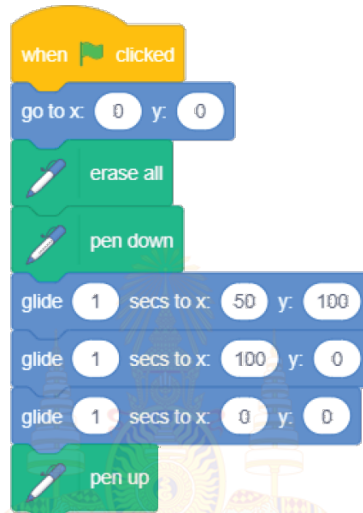 when clicked
go to x: 0 y: 0
erase all
pen down
glide 1 secs to x: 50 y: 100
glide 1 secs to x: 100 y: 0
glide 1 secs to x: 0 y: 0
pen up